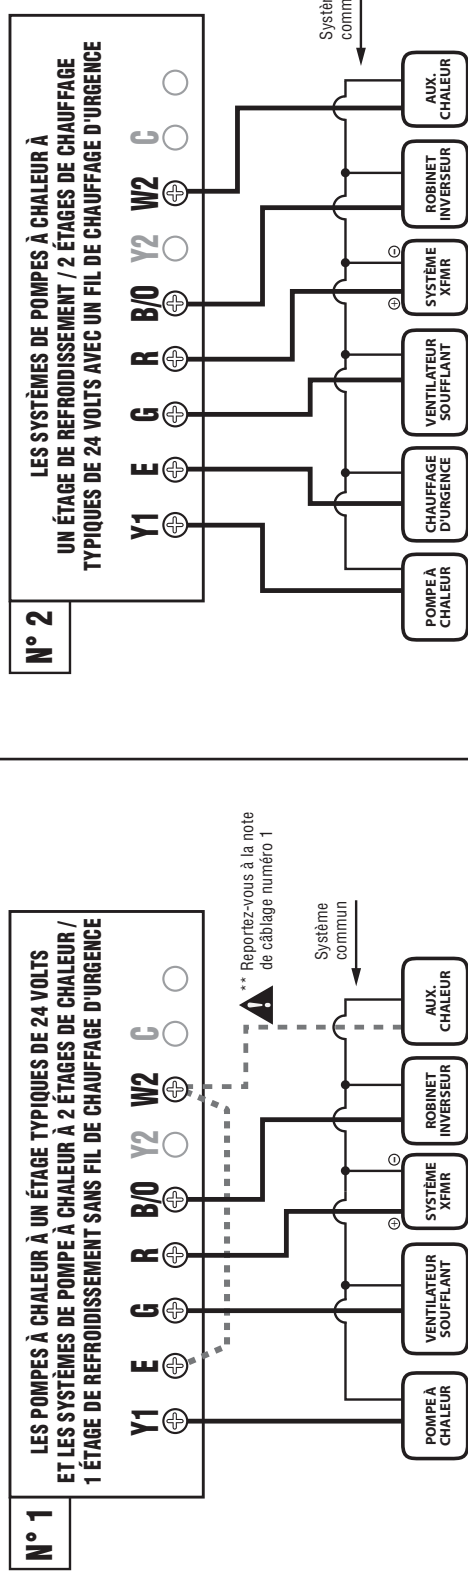 N° 1
LES POMPES À CHALEUR À UN ÉTAGE TYPIQUES DE 24 VOLTS
ET LES SYSTÈMES DE POMPE À CHALEUR À 2 ÉTAGES DE CHALEUR /
1 ÉTAGE DE REFROIDISSEMENT SANS FIL DE CHAUFFAGE D'URGENCE
Y1 E G R B/O Y2 W2 C
** Reportez-vous à la note
de câblage numéro 1
Système
commun
POMPE À
CHALEUR
VENTILATEUR
SOUFFLANT
+ −
SYSTÈME
XFMR
ROBINET
INVERSEUR
AUX.
CHALEUR
N° 2
LES SYSTÈMES DE POMPES À CHALEUR À
UN ÉTAGE DE REFROIDISSEMENT / 2 ÉTAGES DE CHAUFFAGE
TYPIQUES DE 24 VOLTS AVEC UN FIL DE CHAUFFAGE D'URGENCE
Y1 E G R B/O Y2 W2 C
POMPE À
CHALEUR
CHAUFFAGE
D'URGENCE
VENTILATEUR
SOUFFLANT
+ −
SYSTÈME
XFMR
ROBINET
INVERSEUR
AUX.
CHALEUR